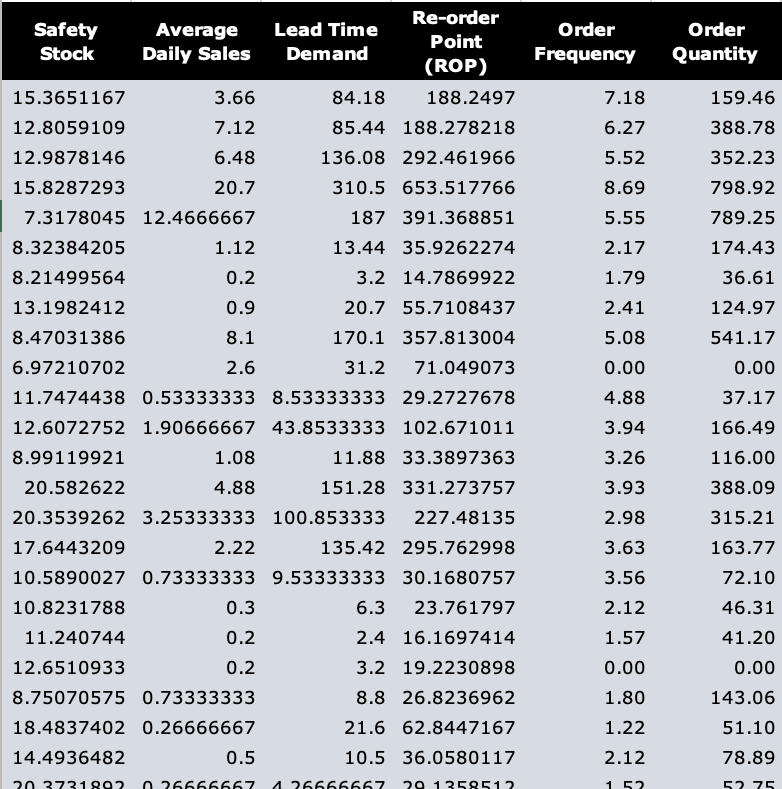 Safety Stock Average Daily Sales Lead Time Demand Re-order Point (ROP) Order Frequency Order Quantity
15.3651167 3.66 84.18 188.2497 7.18 159.46
12.8059109 7.12 85.44 188.278218 6.27 388.78
12.9878146 6.48 136.08 292.461966 5.52 352.23
15.8287293 20.7 310.5 653.517766 8.69 798.92
7.3178045 12.4666667 187 391.368851 5.55 789.25
8.32384205 1.12 13.44 35.9262274 2.17 174.43
8.21499564 0.2 3.2 14.7869922 1.79 36.61
13.1982412 0.9 20.7 55.7108437 2.41 124.97
8.47031386 8.1 170.1 357.813004 5.08 541.17
6.97210702 2.6 31.2 71.049073 0.00 0.00
11.7474438 0.53333333 8.53333333 29.2727678 4.88 37.17
12.6072752 1.90666667 43.8533333 102.671011 3.94 166.49
8.99119921 1.08 11.88 33.3897363 3.26 116.00
20.582622 4.88 151.28 331.273757 3.93 388.09
20.3539262 3.25333333 100.853333 227.48135 2.98 315.21
17.6443209 2.22 135.42 295.762998 3.63 163.77
10.5890027 0.73333333 9.53333333 30.1680757 3.56 72.10
10.8231788 0.3 6.3 23.761797 2.12 46.31
11.240744 0.2 2.4 16.1697414 1.57 41.20
12.6510933 0.2 3.2 19.2230898 0.00 0.00
8.75070575 0.73333333 8.8 26.8236962 1.80 143.06
18.4837402 0.26666667 21.6 62.8447167 1.22 51.10
14.4936482 0.5 10.5 36.0580117 2.12 78.89
20.3731892 0.26666667 4.26666667 29.1358512 1.52 52.75